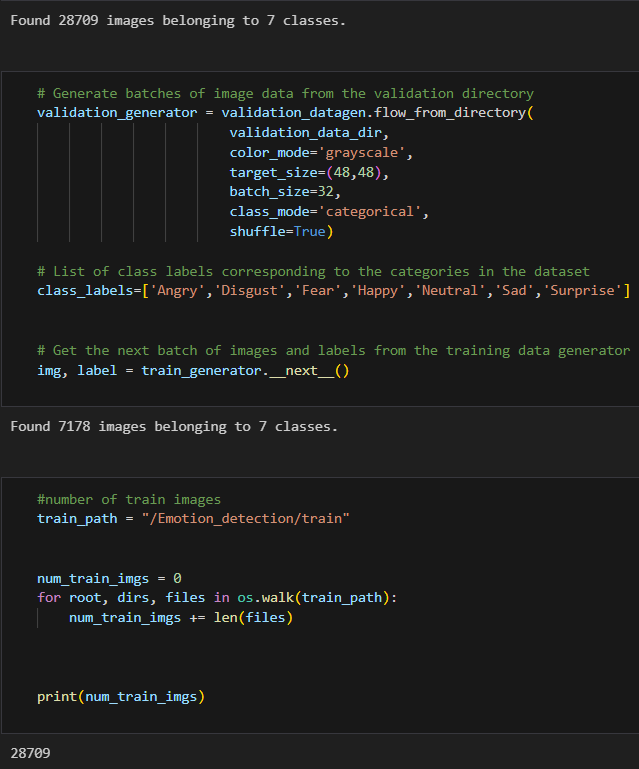 Found 28709 images belonging to 7 classes.
# Generate batches of image data from the validation directory
validation_generator = validation_datagen.flow_from_directory(
validation_data_dir,
color_mode='grayscale',
target_size=(48,48),
batch_size=32,
class_mode='categorical',
shuffle=True)
# List of class labels corresponding to the categories in the dataset
class_labels=['Angry','Disgust','Fear','Happy','Neutral','Sad','Surprise']
# Get the next batch of images and labels from the training data generator
img, label = train_generator.__next__()
Found 7178 images belonging to 7 classes.
#number of train images
train_path = "/Emotion_detection/train"
num_train_imgs = 0
for root, dirs, files in os.walk(train_path):
num_train_imgs += len(files)
print(num_train_imgs)
28709